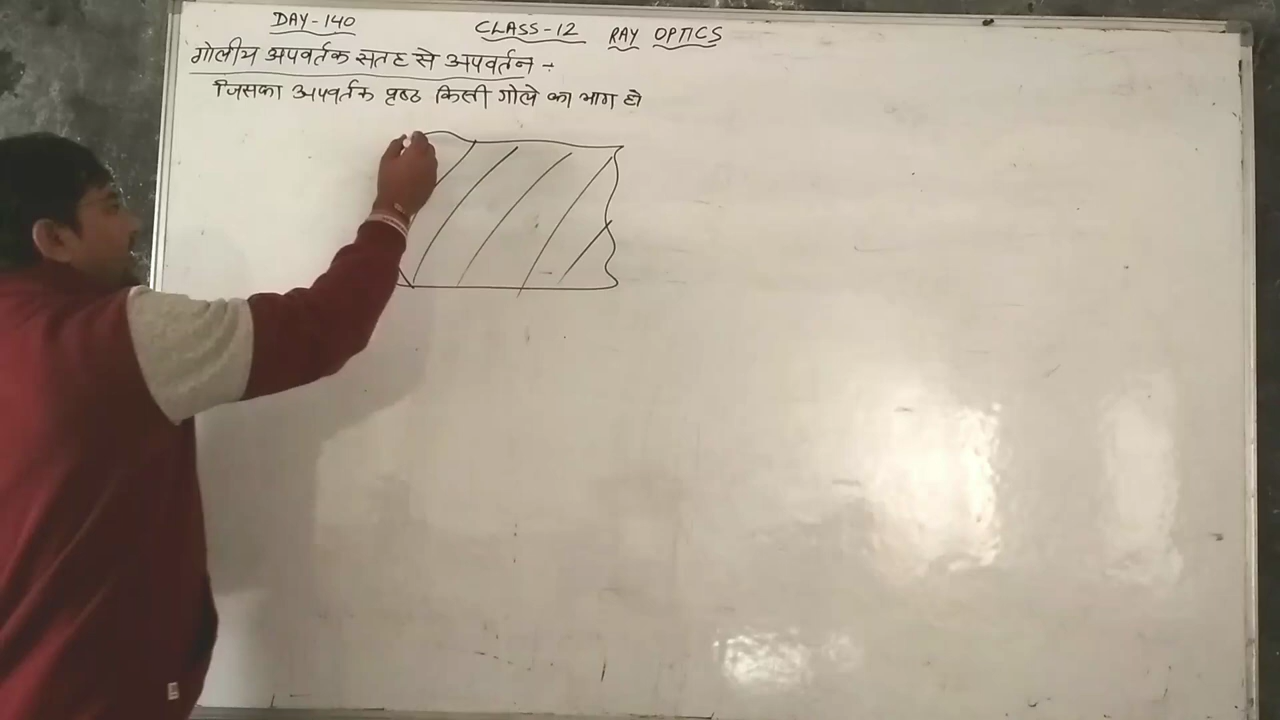 DAY-140 CLASS-12 RAY OPTICS
गोलीय अपवर्तक सतह से अपवर्तन ÷
जिसका अपवर्तक पृष्ठ किसी गोले का भाग हो